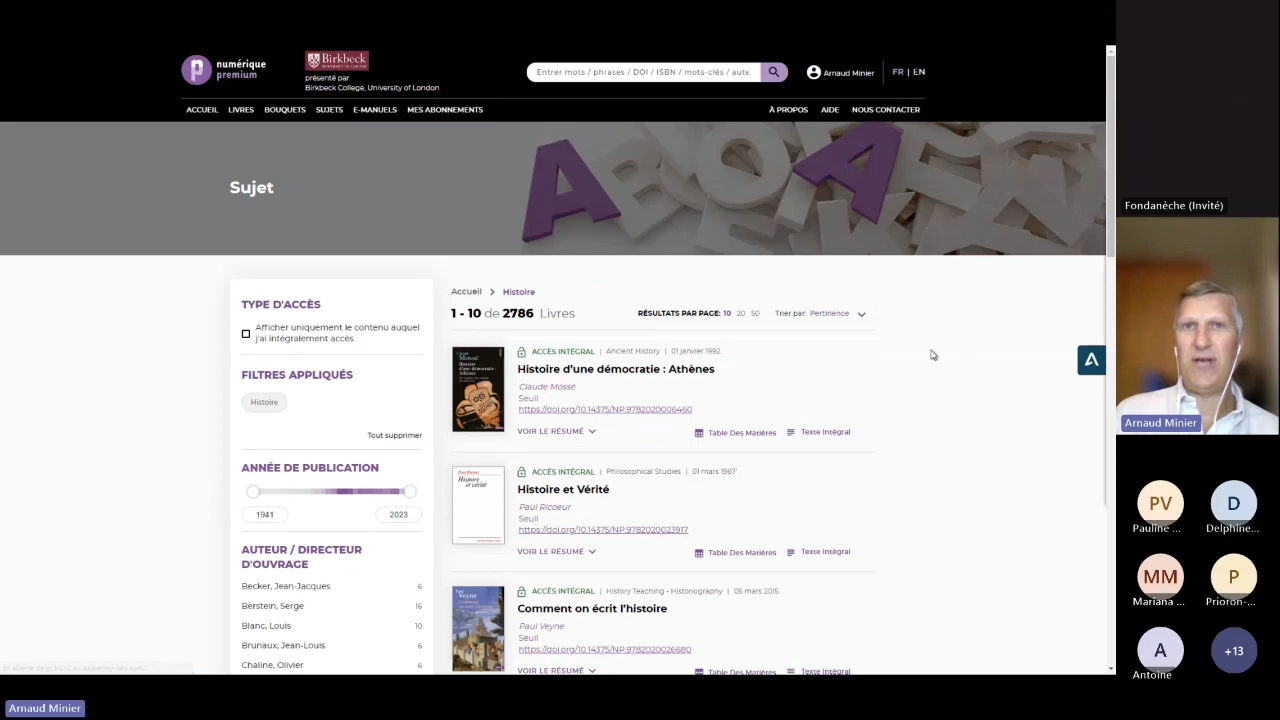 numérique
premium
Birkbeck
UNIVERSITY OF LONDON
présenté par
Birkbeck College, University of London
Entrer mots / phrases / DOI / ISBN / mots-clés / aute
Arnaud Minier
FR | EN
ACCUEIL LIVRES BOUQUETS SUJETS E-MANUELS MES ABONNEMENTS
À PROPOS AIDE NOUS CONTACTER
Sujet
TYPE D'ACCÈS
Afficher uniquement le contenu auquel
j'ai intégralement accès
FILTRES APPLIQUÉS
Histoire
Tout supprimer
ANNÉE DE PUBLICATION
1941 2023
AUTEUR / DIRECTEUR
D'OUVRAGE
Becker, Jean-Jacques 6
Berstein, Serge 16
Blanc, Louis 10
Brunaux, Jean-Louis 6
Chaline, Olivier 6
Accueil > Histoire
1 - 10 de 2786 Livres
RÉSULTATS PAR PAGE: 10 20 50
Trier par: Pertinence
ACCÈS INTÉGRAL | Ancient History | 01 janvier 1992
Histoire d'une démocratie : Athènes
Claude Mossé
Seuil
https://doi.org/10.14375/NP.9782020006460
VOIR LE RÉSUMÉ
Table Des Matières
Texte Intégral
ACCÈS INTÉGRAL | Philosophical Studies | 01 mars 1967'
Histoire et Vérité
Paul Ricoeur
Seuil
https://doi.org/10.14375/NP.9782020023917
VOIR LE RÉSUMÉ
Table Des Matières
Texte Intégral
ACCÈS INTÉGRAL | History Teaching - Historiography | 05 mars 2015
Comment on écrit l'histoire
Paul Veyne
Seuil
https://doi.org/10.14375/NP.9782020026680
VOIR LE RÉSUMÉ
Table Des Matières
Texte Intégral
Fondanèche (Invité)
Arnaud Minier
PV
Pauline ...
D
Delphine...
MM
Mariana ...
P
Prioron-...
A
Antoine
+13
Arnaud Minier